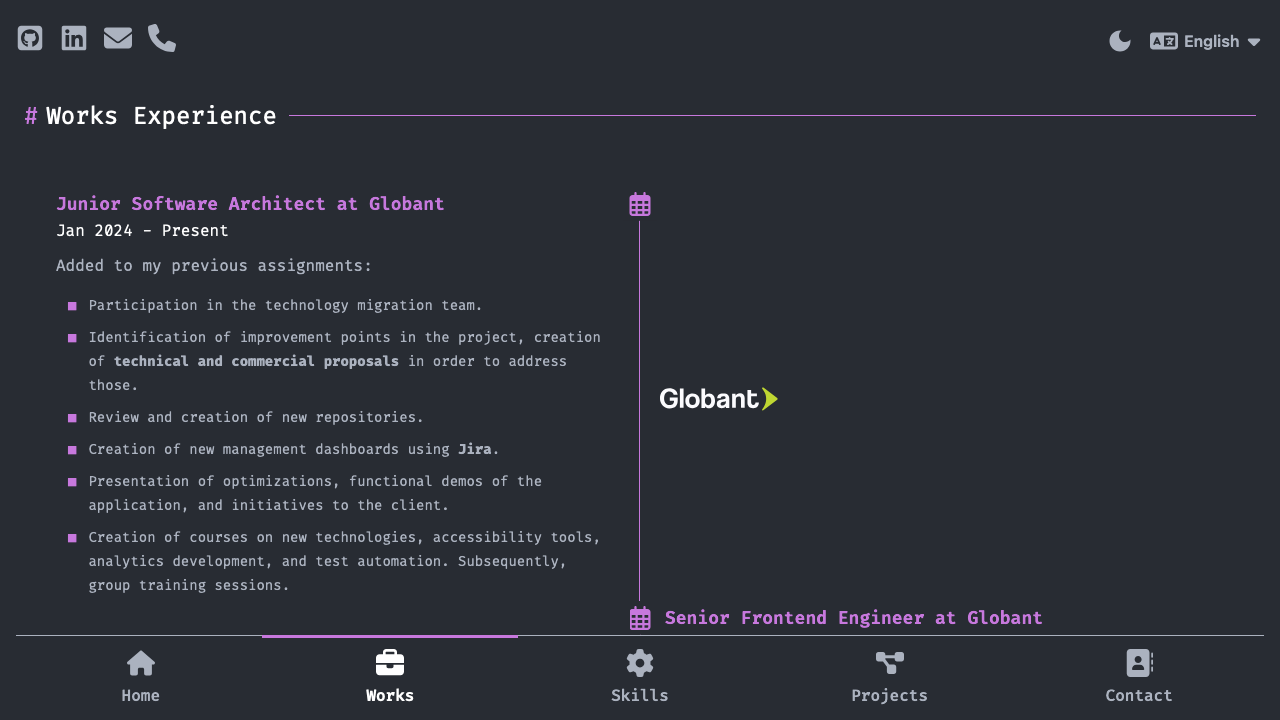 English
# Works Experience
Junior Software Architect at Globant
Jan 2024 - Present
Added to my previous assignments:
Participation in the technology migration team.
Identification of improvement points in the project, creation
of technical and commercial proposals in order to address
those.
Review and creation of new repositories.
Creation of new management dashboards using Jira.
Presentation of optimizations, functional demos of the
application, and initiatives to the client.
Creation of courses on new technologies, accessibility tools,
analytics development, and test automation. Subsequently,
group training sessions.
Globant
Senior Frontend Engineer at Globant
Home
Works
Skills
Projects
Contact